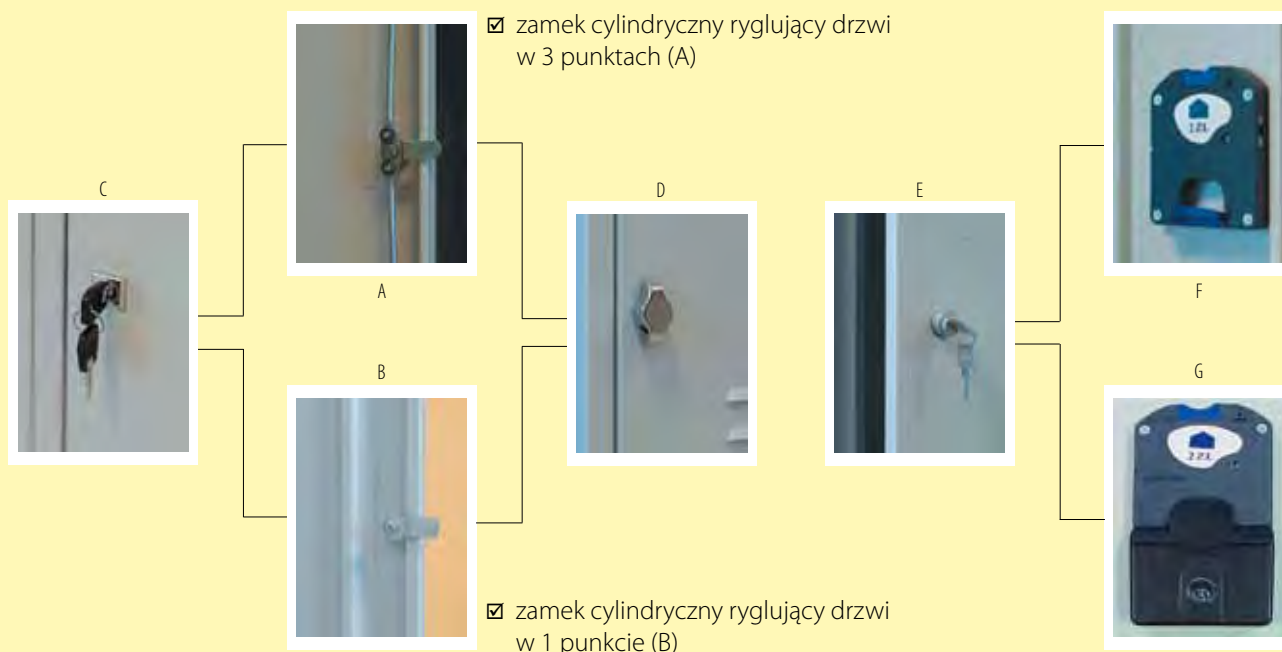 ☑ zamek cylindryczny ryglujący drzwi
w 3 punktach (A)
C
A
D
E
F
B
G
☑ zamek cylindryczny ryglujący drzwi
w 1 punkcie (B)